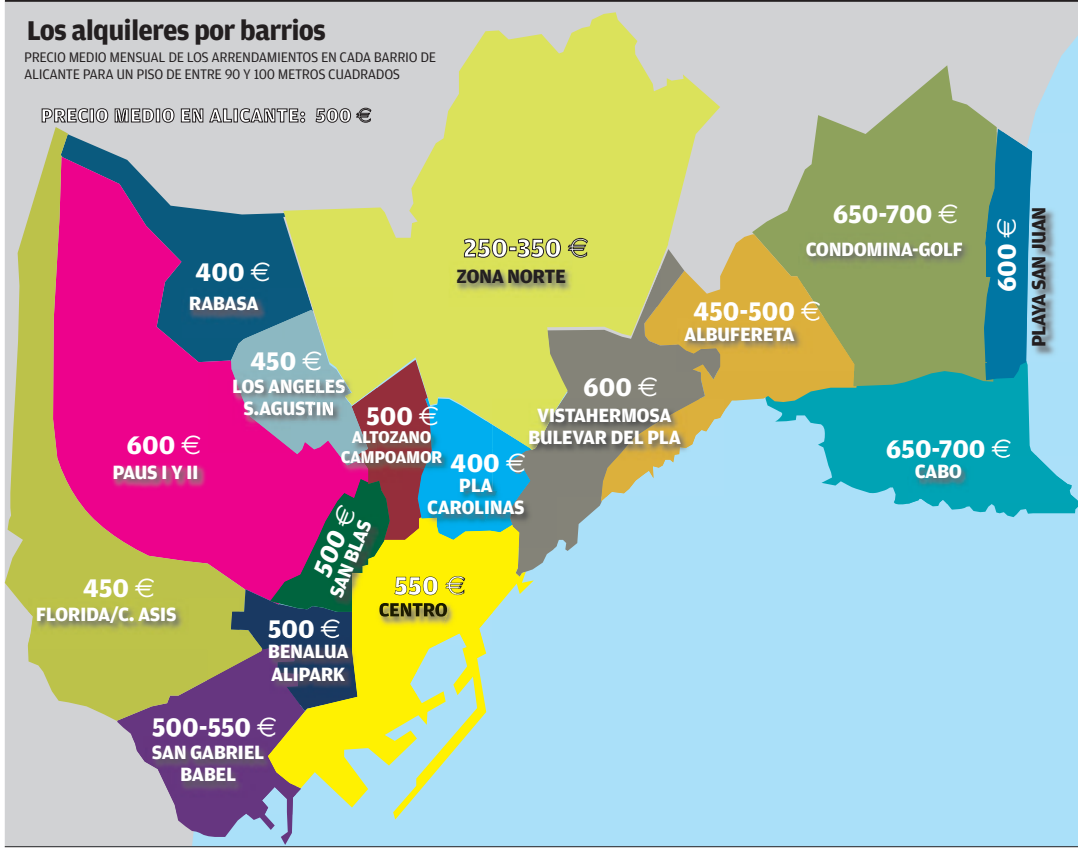 Los alquileres por barrios
PRECIO MEDIO MENSUAL DE LOS ARRENDAMIENTOS EN CADA BARRIO DE
ALICANTE PARA UN PISO DE ENTRE 90 Y 100 METROS CUADRADOS
PRECIO MEDIO EN ALICANTE: 500 €
650-700 €
CONDOMINA-GOLF
600 €
PLAYA SAN JUAN
250-350 €
ZONA NORTE
400 €
RABASA
450-500 €
ALBUFERETA
450 €
LOS ANGELES
S.AGUSTIN
600 €
VISTAHERMOSA
BULEVAR DEL PLA
500 €
ALTOZANO
CAMPOAMOR
600 €
PAUS I Y II
400 €
PLA
CAROLINAS
650-700 €
CABO
500 €
SAN BLAS
450 €
FLORIDA/C. ASIS
550 €
CENTRO
500 €
BENALUA
ALIPARK
500-550 €
SAN GABRIEL
BABEL